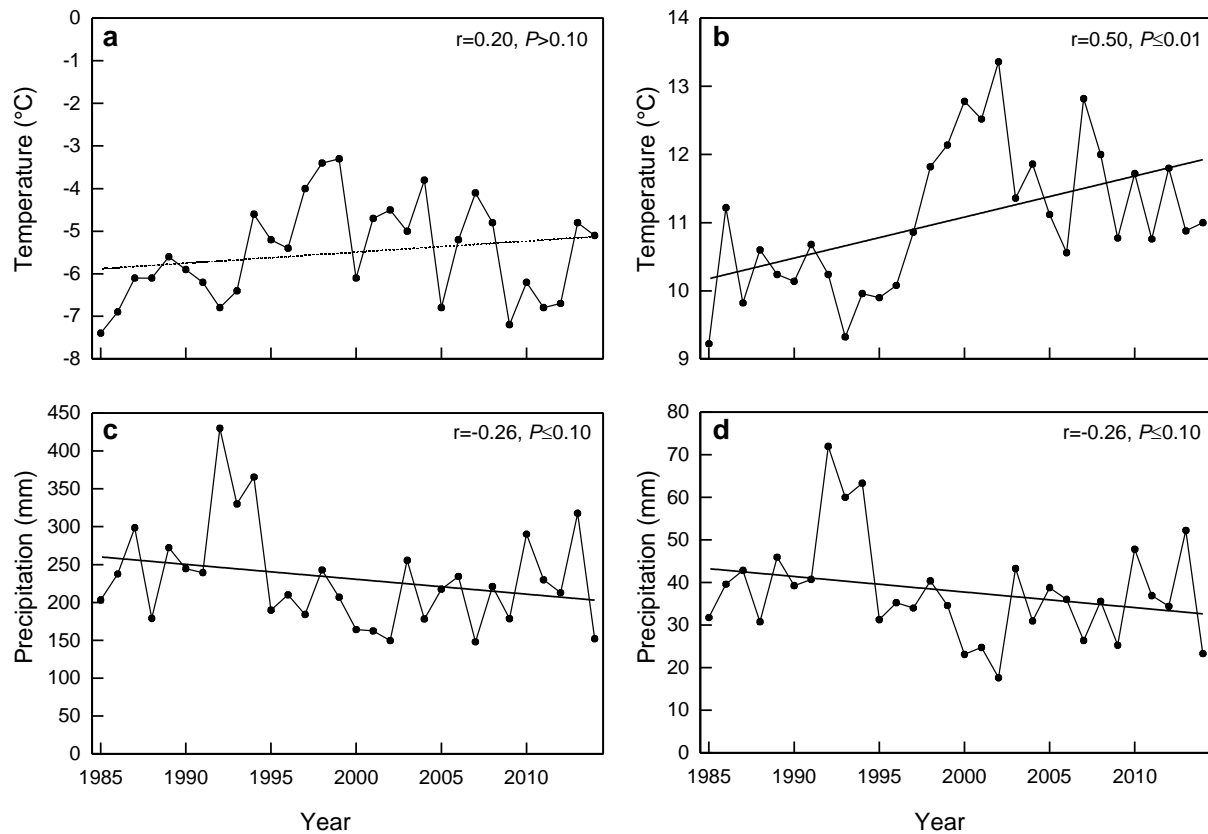 a
r=0.20, P>0.10
Temperature (°C)
0
-1
-2
-3
-4
-5
-6
-7
-8
b
r=0.50, P≤0.01
Temperature (°C)
14
13
12
11
10
9
c
r=-0.26, P≤0.10
Precipitation (mm)
450
400
350
300
250
200
150
100
50
0
1985 1990 1995 2000 2005 2010
Year
d
r=-0.26, P≤0.10
Precipitation (mm)
80
70
60
50
40
30
20
10
0
1985 1990 1995 2000 2005 2010
Year